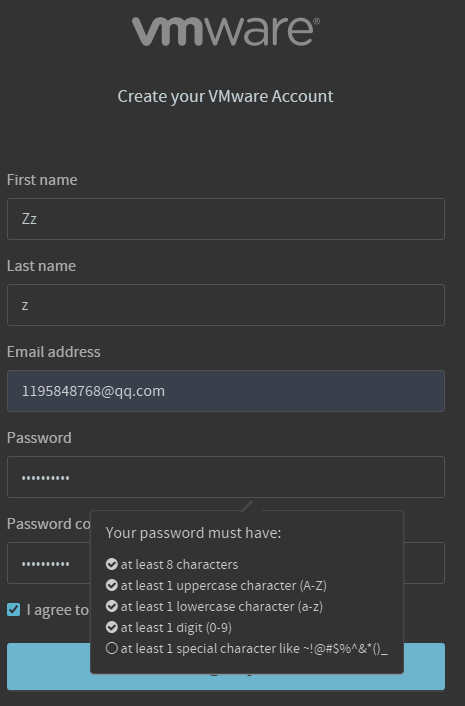 vmware®
Create your VMware Account
First name
Zz
Last name
z
Email address
1195848768@qq.com
Password
••••••••••
Password co
••••••••••
Your password must have:
at least 8 characters
at least 1 uppercase character (A-Z)
at least 1 lowercase character (a-z)
at least 1 digit (0-9)
at least 1 special character like ~!@#$%^&*()_
I agree to